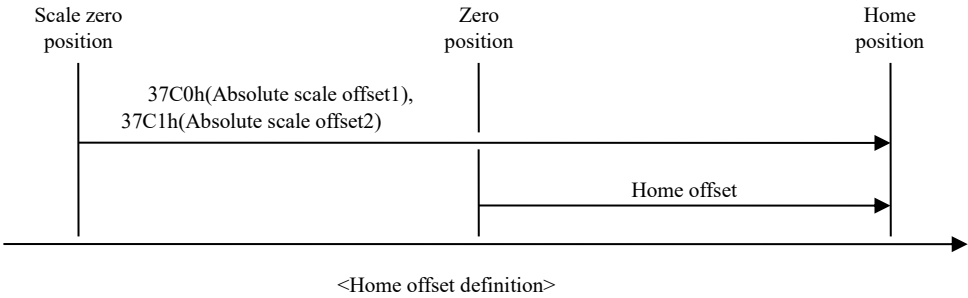 Scale zero
position
Zero
position
Home
position
37C0h(Absolute scale offset1),
37C1h(Absolute scale offset2)
Home offset
<Home offset definition>